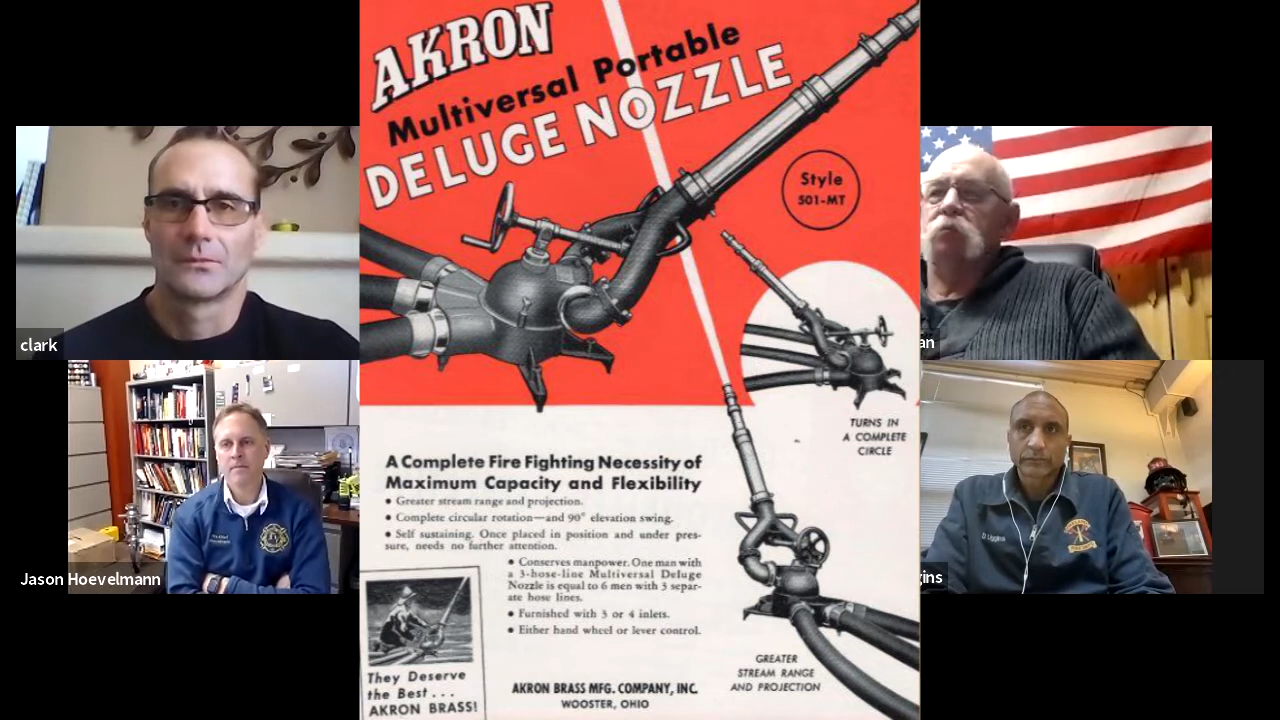 AKRON
Multiversal Portable
DELUGE NOZZLE
Style
501-MT
TURNS IN
A COMPLETE
CIRCLE
A Complete Fire Fighting Necessity of
Maximum Capacity and Flexibility
• Greater stream range and projection.
• Complete circular rotation—and 90° elevation swing.
• Self sustaining. Once placed in position and under pres-
sure, needs no further attention.
• Conserves manpower. One man with
a 3-hose-line Multiversal Deluge
Nozzle is equal to 6 men with 3 separ-
ate hose lines.
• Furnished with 3 or 4 inlets.
• Either hand wheel or lever control.
They Deserve
the Best . . .
AKRON BRASS!
AKRON BRASS MFG. COMPANY, INC.
WOOSTER, OHIO
GREATER
STREAM RANGE
AND PROJECTION
clark
an
Jason Hoevelmann
gins